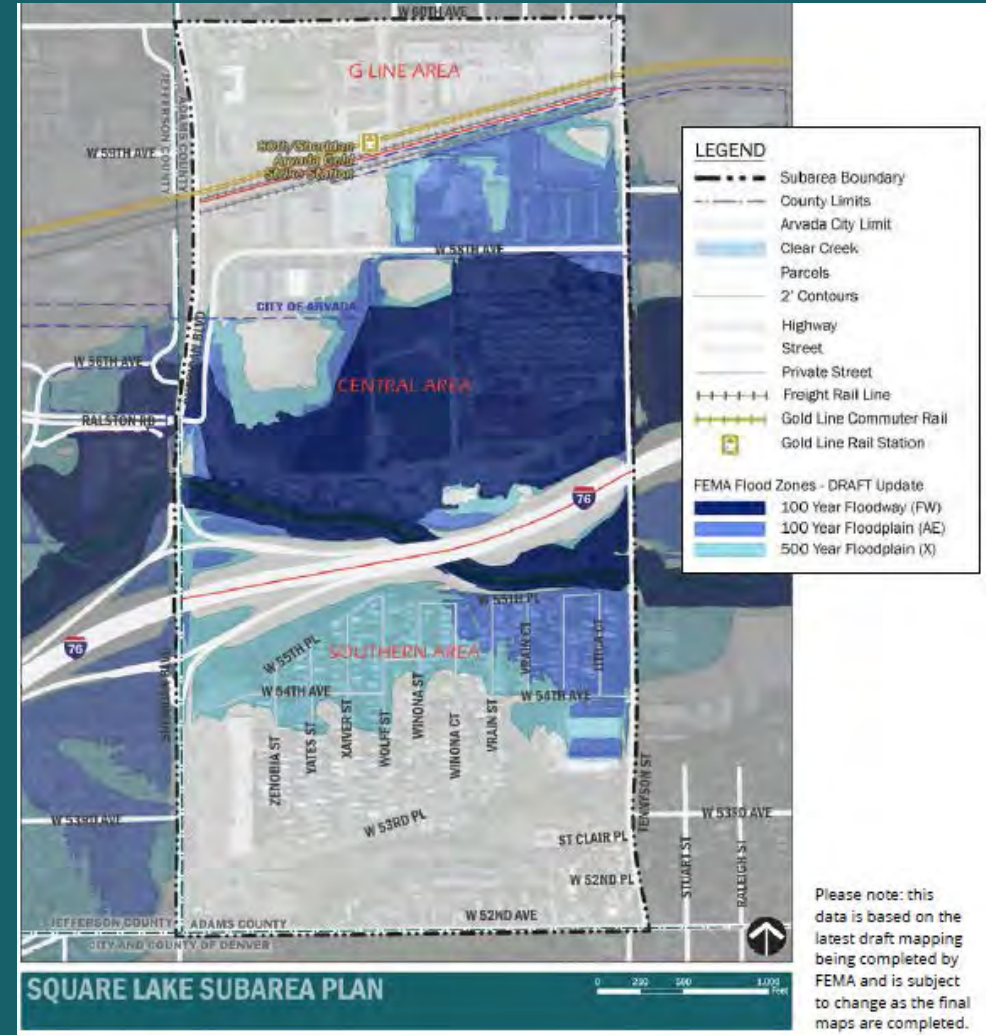 W 60TH AVE
G LINE AREA
JEFFERSON COUNTY
ADAMS COUNTY
W 59TH AVE
60th/Sheridan
Arvada Gold
Strike Station
W 58TH AVE
CITY OF ARVADA
W 56TH AVE
CENTRAL AREA
RALSTON RD
76
W 55TH PL
W 55TH PL
SOUTHERN AREA
VRAIN CT
UTICA CT
76
W 54TH AVE
W 54TH AVE
ZENOBIA ST
YATES ST
XAIVER ST
WOLFF ST
WINONA ST
WINONA CT
VRAIN ST
SHERIDAN BLVD
TENNYSON ST
W 53RD AVE
W 53RD PL
W 53RD AVE
ST CLAIR PL
STUART ST
RALEIGH ST
W 52ND PL
W 52ND AVE
JEFFERSON COUNTY
ADAMS COUNTY
CITY AND COUNTY OF DENVER
LEGEND
Subarea Boundary
County Limits
Arvada City Limit
Clear Creek
Parcels
2' Contours
Highway
Street
Private Street
Freight Rail Line
Gold Line Commuter Rail
Gold Line Rail Station
FEMA Flood Zones - DRAFT Update
100 Year Floodway (FW)
100 Year Floodplain (AE)
500 Year Floodplain (X)
SQUARE LAKE SUBAREA PLAN
0 250 500 1,000
Feet
Please note: this
data is based on the
latest draft mapping
being completed by
FEMA and is subject
to change as the final
maps are completed.